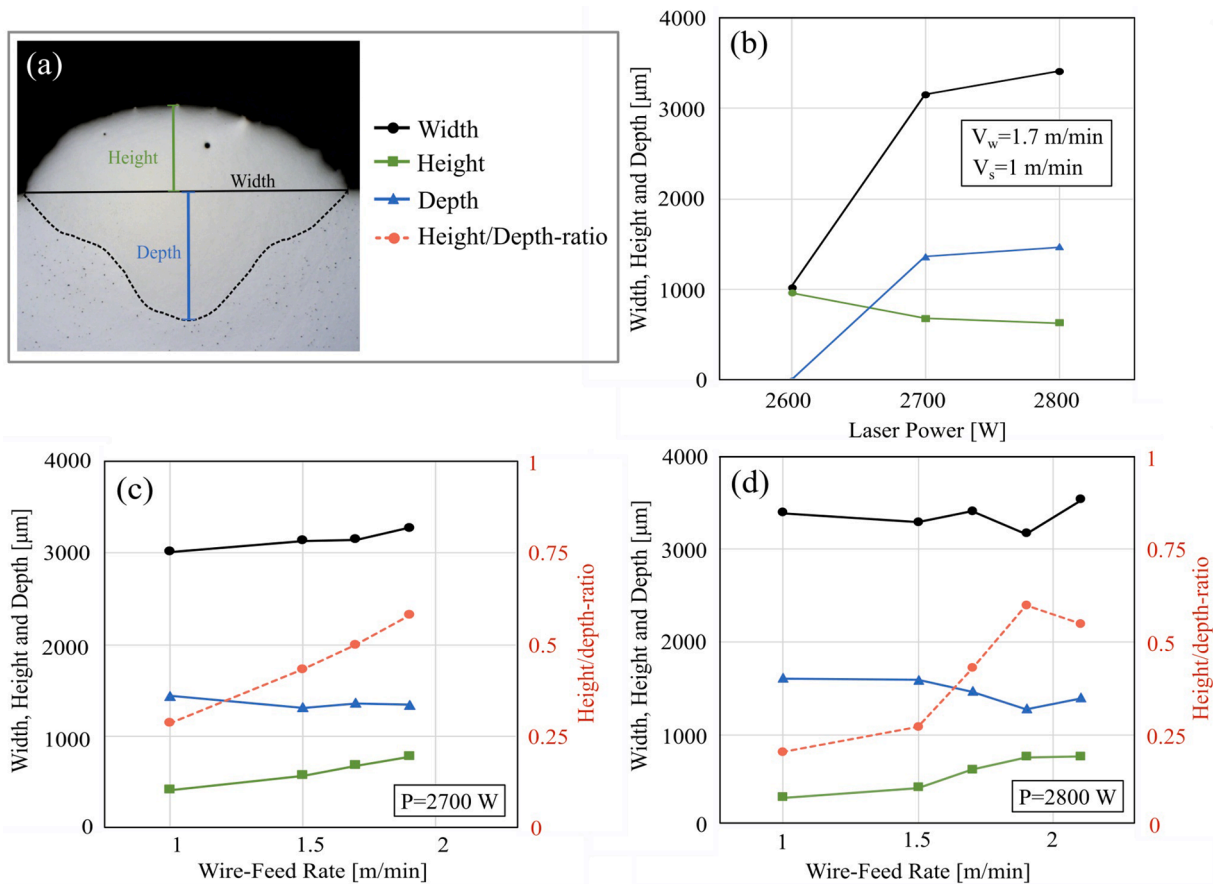 (a)
Height
Width
Depth
Width
Height
Depth
Height/Depth-ratio
(b)
Width, Height and Depth [µm]
4000
3000
2000
1000
0
V_w=1.7 m/min
V_s=1 m/min
2600 2700 2800
Laser Power [W]
(c)
Width, Height and Depth [µm]
4000
3000
2000
1000
0
1
0.75
0.5
0.25
0
Height/depth-ratio
P=2700 W
1 1.5 2
Wire-Feed Rate [m/min]
(d)
Width, Height and Depth [µm]
4000
3000
2000
1000
0
1
0.75
0.5
0.25
0
Height/depth-ratio
P=2800 W
1 1.5 2
Wire-Feed Rate [m/min]